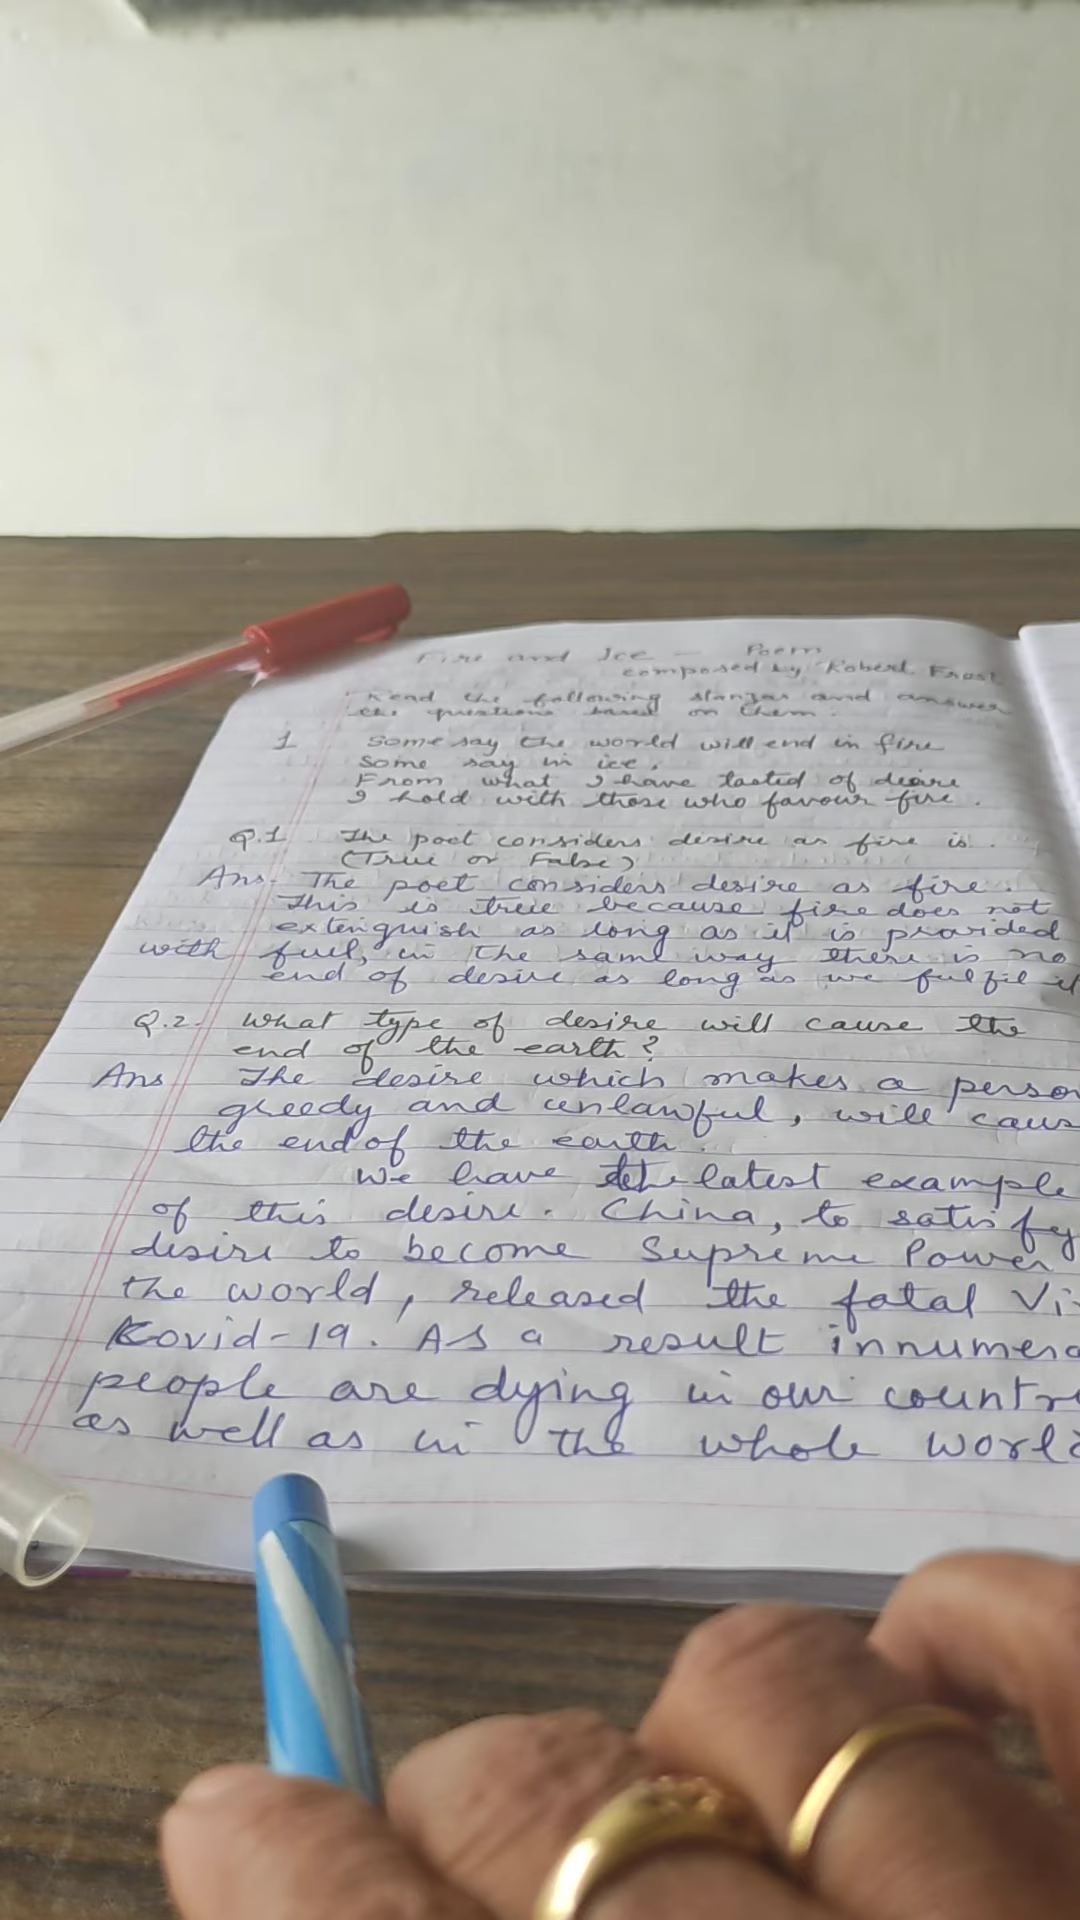 Fire and Ice - Poem
composed by Robert Frost
Read the following stanzas and answer
the questions based on them.
1 Some say the world will end in fire
Some say in ice.
From what I have tasted of desire
I hold with those who favour fire.
Q.1 The poet considers desire as fire is.
(True or False)
Ans- The poet considers desire as fire.
This is true because fire does not
extinguish as long as it is provided
with fuel, in the same way there is no
end of desire as long as we fulfil it
Q.2. What type of desire will cause the
end of the earth?
Ans The desire which makes a perso
greedy and unlawful, will caus
the end of the earth.
We have the latest example
of this desire. China, to satisfy
desire to become Supreme Power
the world, released the fatal Vi
Kovid-19. As a result innumera
people are dying in our countr
as well as in the whole world